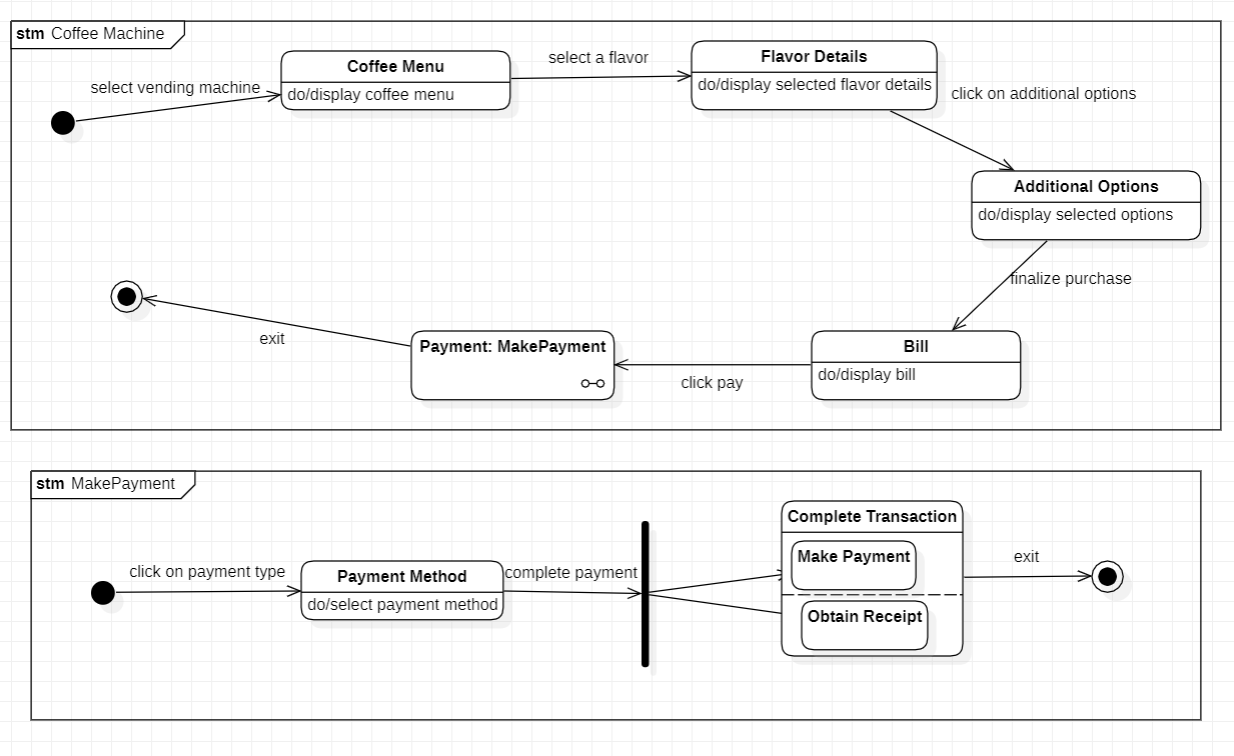 stm Coffee Machine
select vending machine
Coffee Menu
do/display coffee menu
select a flavor
Flavor Details
do/display selected flavor details
click on additional options
Additional Options
do/display selected options
finalize purchase
Bill
do/display bill
click pay
Payment: MakePayment
exit
stm MakePayment
click on payment type
Payment Method
do/select payment method
complete payment
Complete Transaction
Make Payment
Obtain Receipt
exit